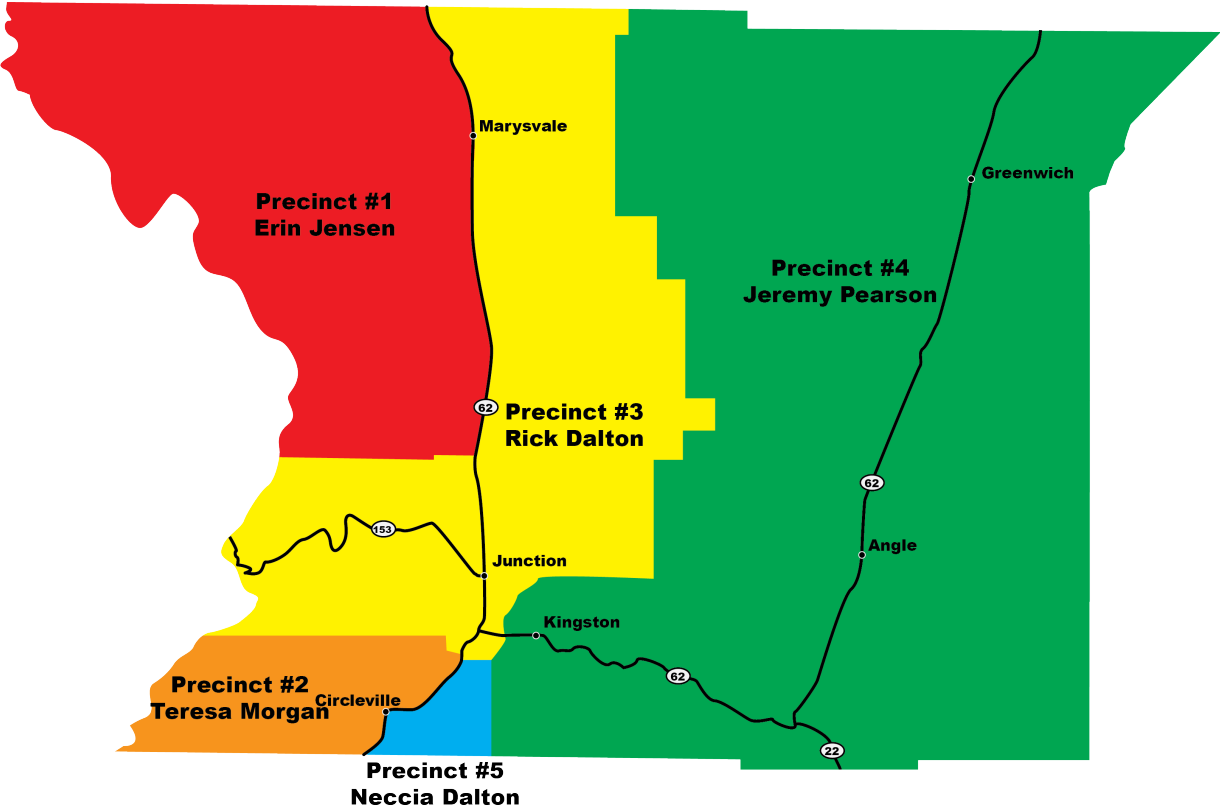 Marysvale
Greenwich
Precinct #1
Erin Jensen
Precinct #4
Jeremy Pearson
62
Precinct #3
Rick Dalton
62
153
Angle
Junction
Kingston
62
Precinct #2
Teresa Morgan
Circleville
22
Precinct #5
Neccia Dalton